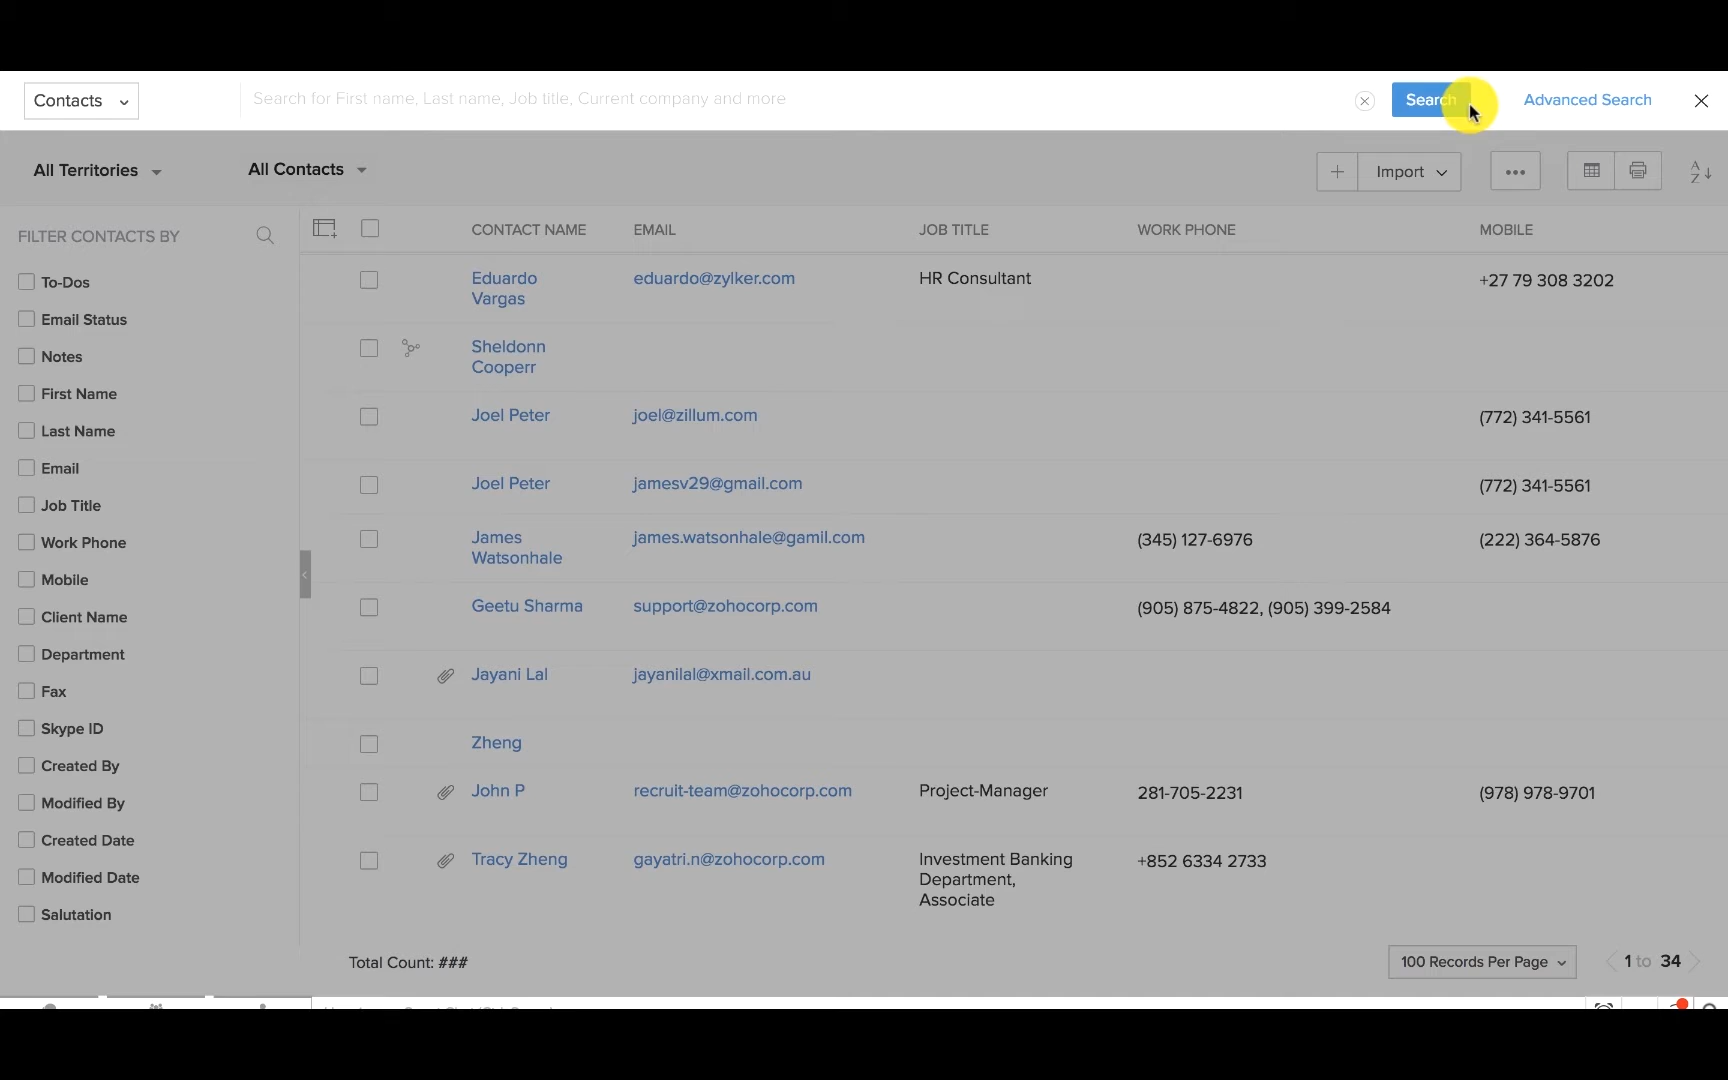 Contacts
Search for First name, Last name, Job title, Current company and more
Search
Advanced Search
All Territories
All Contacts
Import
FILTER CONTACTS BY
To-Dos
Email Status
Notes
First Name
Last Name
Email
Job Title
Work Phone
Mobile
Client Name
Department
Fax
Skype ID
Created By
Modified By
Created Date
Modified Date
Salutation
CONTACT NAME EMAIL JOB TITLE WORK PHONE MOBILE
Eduardo eduardo@zylker.com HR Consultant +27 79 308 3202
Vargas
Sheldonn
Cooperr
Joel Peter joel@zillum.com (772) 341-5561
Joel Peter jamesv29@gmail.com (772) 341-5561
James james.watsonhale@gamil.com (345) 127-6976 (222) 364-5876
Watsonhale
Geetu Sharma support@zohocorp.com (905) 875-4822, (905) 399-2584
Jayani Lal jayanilal@xmail.com.au
Zheng
John P recruit-team@zohocorp.com Project-Manager 281-705-2231 (978) 978-9701
Tracy Zheng gayatri.n@zohocorp.com Investment Banking +852 6334 2733
Department,
Associate
Total Count: ###
100 Records Per Page
1 to 34